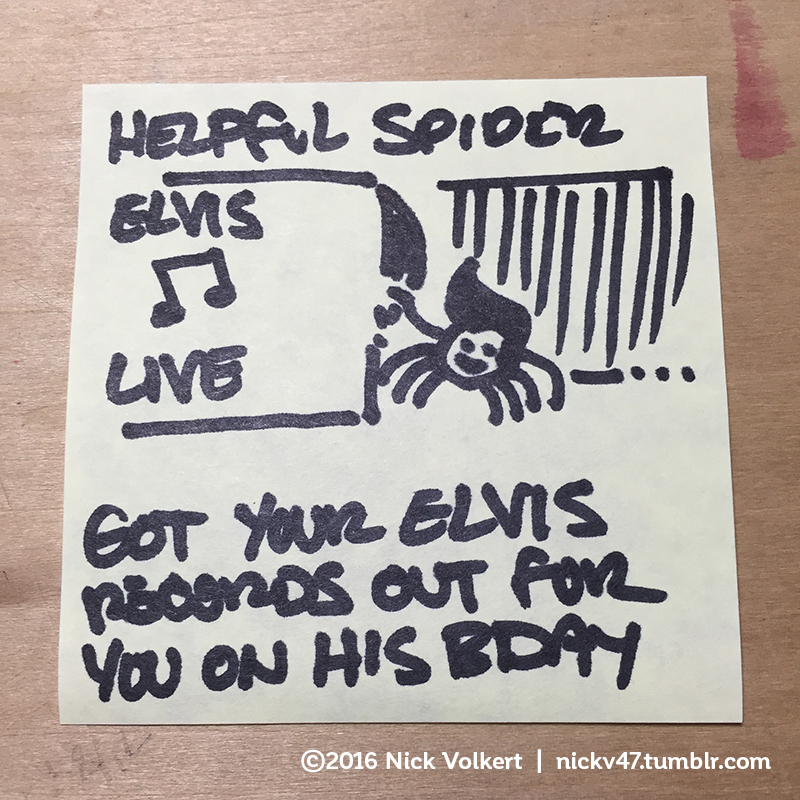 HELPFUL SPIDER
ELVIS
LIVE
GOT YOUR ELVIS
RECORDS OUT FOR
YOU ON HIS BDAY
©2016 Nick Volkert | nickv47.tumblr.com